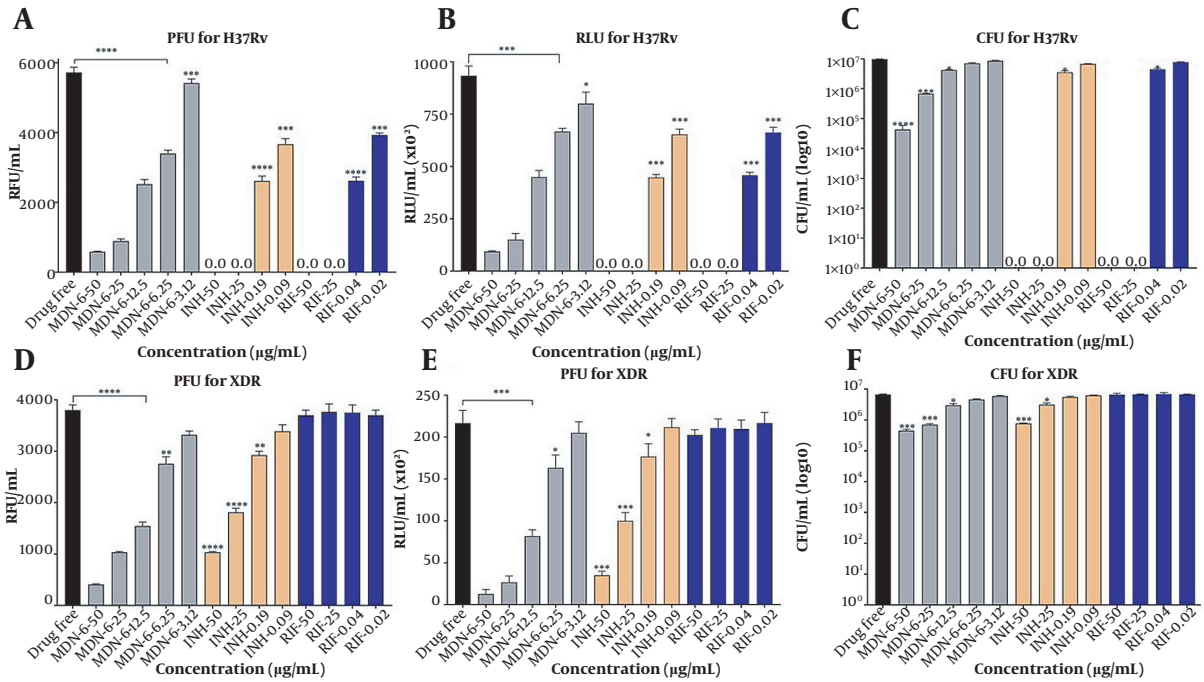 A
PFU for H37Rv
RFU/mL
6000
4000
2000
0
****
***
****
***
****
***
0.0 0.0 0.0 0.0
Drug free
MDN-6-50
MDN-6-25
MDN-6-12.5
MDN-6-6.25
MDN-6-3.12
INH-50
INH-25
INH-0.19
INH-0.09
RIF-50
RIF-25
RIF-0.04
RIF-0.02
Concentration (µg/mL)
B
RLU for H37Rv
RLU/mL (x10²)
1000
750
500
250
0
***
*
***
***
***
***
0.0 0.0 0.0 0.0
Drug free
MDN-6-50
MDN-6-25
MDN-6-12.5
MDN-6-6.25
MDN-6-3.12
INH-50
INH-25
INH-0.19
INH-0.09
RIF-50
RIF-25
RIF-0.04
RIF-0.02
Concentration (µg/mL)
C
CFU for H37Rv
CFU/mL (log10)
1×10⁷
1×10⁶
1×10⁵
1×10⁴
1×10³
1×10²
1×10¹
1×10⁰
****
***
*
*
*
0.0 0.0 0.0 0.0
Drug free
MDN-6-50
MDN-6-25
MDN-6-12.5
MDN-6-6.25
MDN-6-3.12
INH-50
INH-25
INH-0.19
INH-0.09
RIF-50
RIF-25
RIF-0.04
RIF-0.02
Concentration (µg/mL)
D
PFU for XDR
RFU/mL
4000
3000
2000
1000
0
****
**
****
****
**
Drug free
MDN-6-50
MDN-6-25
MDN-6-12.5
MDN-6-6.25
MDN-6-3.12
INH-50
INH-25
INH-0.19
INH-0.09
RIF-50
RIF-25
RIF-0.04
RIF-0.02
Concentration (µg/mL)
E
PFU for XDR
RLU/mL (x10²)
250
200
150
100
50
0
***
*
***
***
*
Drug free
MDN-6-50
MDN-6-25
MDN-6-12.5
MDN-6-6.25
MDN-6-3.12
INH-50
INH-25
INH-0.19
INH-0.09
RIF-50
RIF-25
RIF-0.04
RIF-0.02
Concentration (µg/mL)
F
CFU for XDR
CFU/mL (log10)
10⁷
10⁶
10⁵
10⁴
10³
10²
10¹
10⁰
***
***
*
***
*
Drug free
MDN-6-50
MDN-6-25
MDN-6-12.5
MDN-6-6.25
MDN-6-3.12
INH-50
INH-25
INH-0.19
INH-0.09
RIF-50
RIF-25
RIF-0.04
RIF-0.02
Concentration (µg/mL)